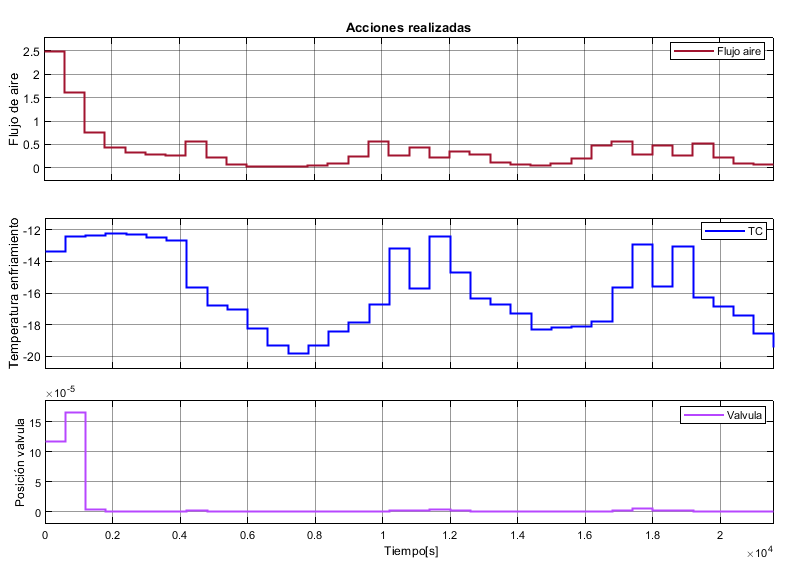 Acciones realizadas
Flujo de aire
2.5
2
1.5
1
0.5
0
Flujo aire
Temperatura enfriamiento
-12
-14
-16
-18
-20
TC
×10^-5
Posición valvula
15
10
5
0
Valvula
0 0.2 0.4 0.6 0.8 1 1.2 1.4 1.6 1.8 2
Tiempo[s]
×10^4